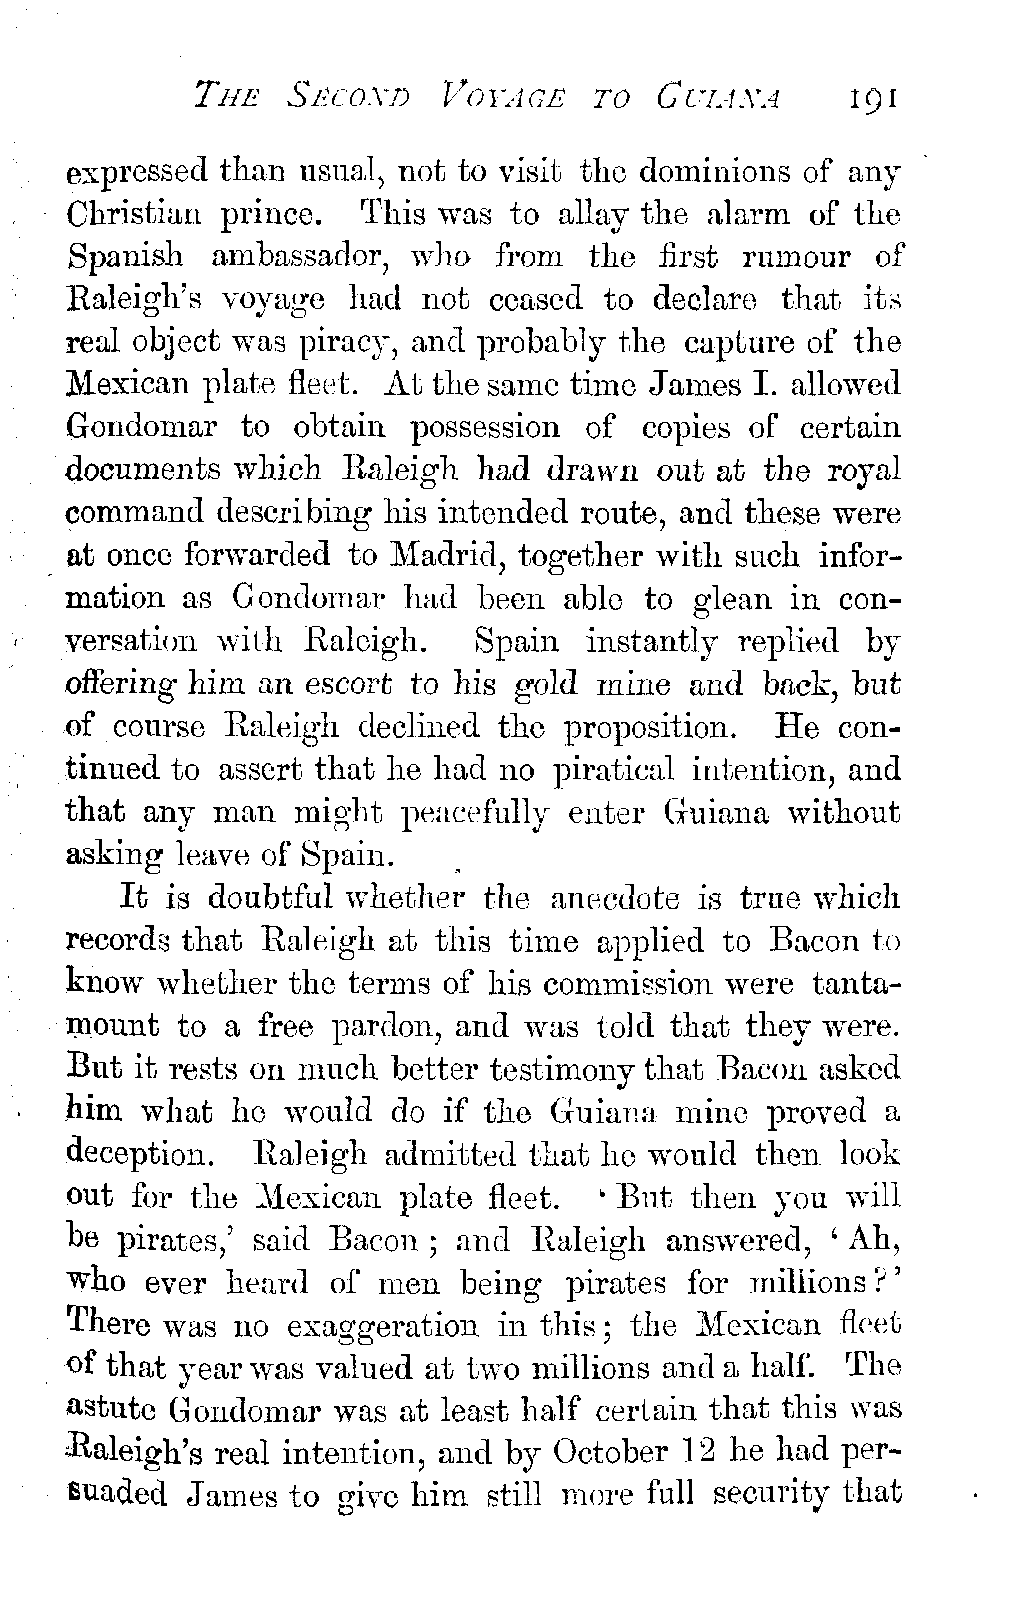 THE SECOND VOYAGE TO GUIANA 191
expressed than usual, not to visit the dominions of any
Christian prince. This was to allay the alarm of the
Spanish ambassador, who from the first rumour of
Raleigh's voyage had not ceased to declare that its
real object was piracy, and probably the capture of the
Mexican plate fleet. At the same time James I. allowed
Gondomar to obtain possession of copies of certain
documents which Raleigh had drawn out at the royal
command describing his intended route, and these were
at once forwarded to Madrid, together with such infor-
mation as Gondomar had been able to glean in con-
versation with Raleigh. Spain instantly replied by
offering him an escort to his gold mine and back, but
of course Raleigh declined the proposition. He con-
tinued to assert that he had no piratical intention, and
that any man might peacefully enter Guiana without
asking leave of Spain.
It is doubtful whether the anecdote is true which
records that Raleigh at this time applied to Bacon to
know whether the terms of his commission were tanta-
mount to a free pardon, and was told that they were.
But it rests on much better testimony that Bacon asked
him what he would do if the Guiana mine proved a
deception. Raleigh admitted that he would then look
out for the Mexican plate fleet. ‘But then you will
be pirates,’ said Bacon; and Raleigh answered, ‘Ah,
who ever heard of men being pirates for millions?’
There was no exaggeration in this; the Mexican fleet
of that year was valued at two millions and a half. The
astute Gondomar was at least half certain that this was
Raleigh's real intention, and by October 12 he had per-
suaded James to give him still more full security that